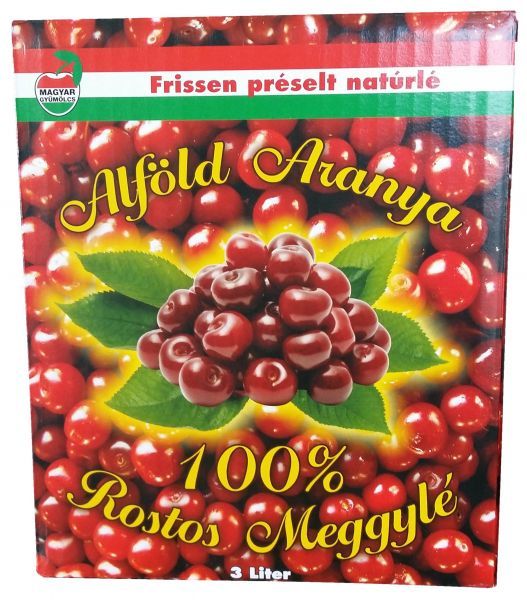 Frissen préselt natúrlé
MAGYAR
GYÜMÖLCS
Alföld Aranya
100%
Rostos Meggylé
3 Liter